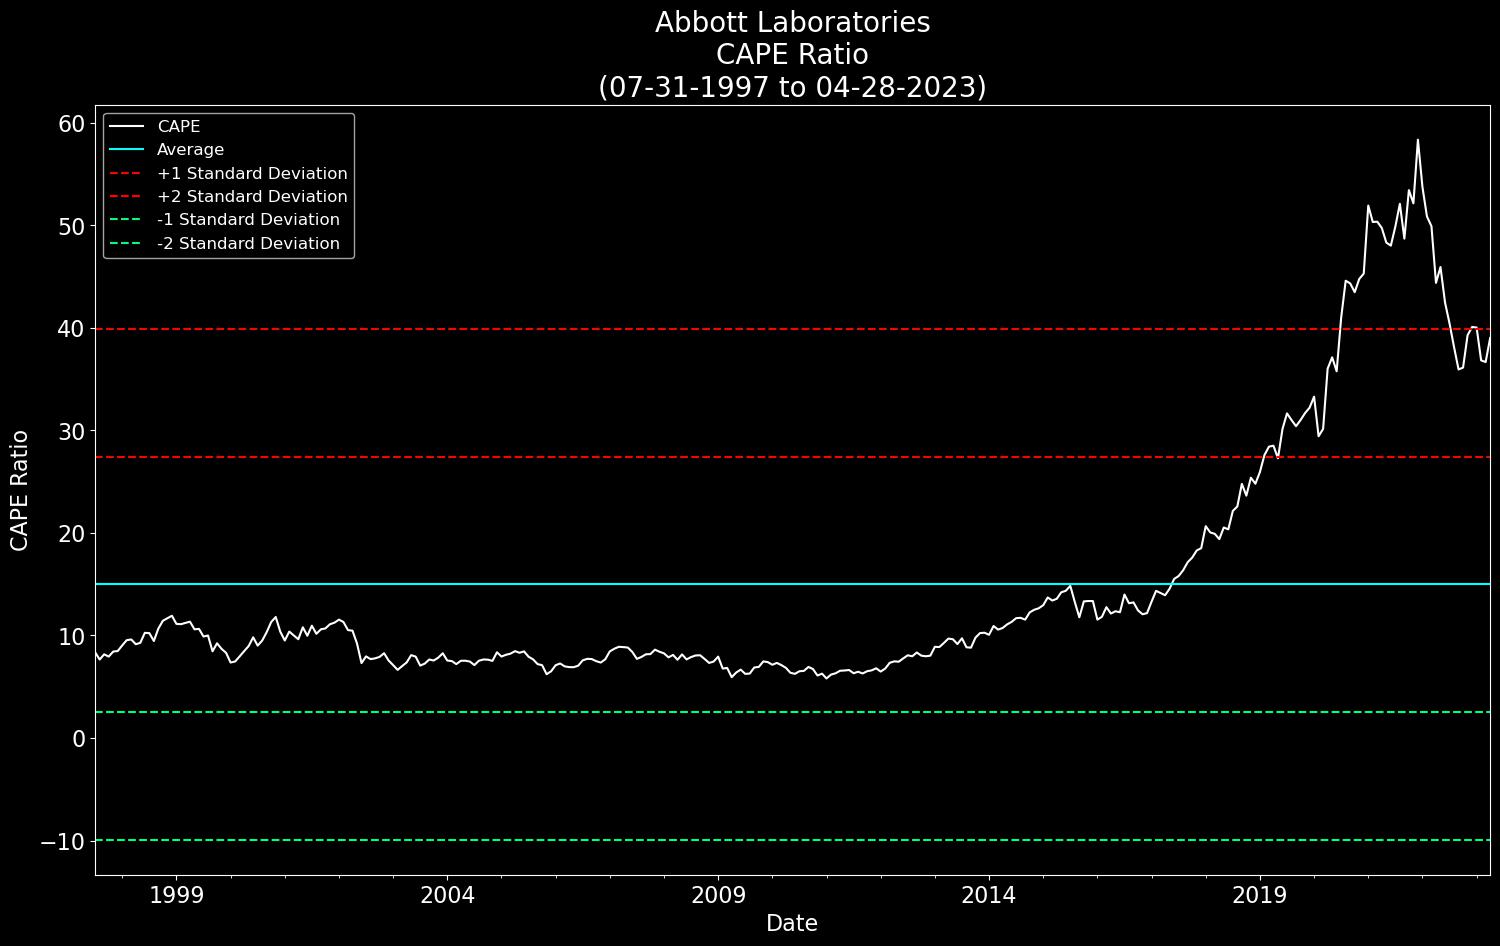 Abbott Laboratories
CAPE Ratio
(07-31-1997 to 04-28-2023)
CAPE
Average
+1 Standard Deviation
+2 Standard Deviation
-1 Standard Deviation
-2 Standard Deviation
CAPE Ratio
60
50
40
30
20
10
0
−10
1999
2004
2009
2014
2019
Date